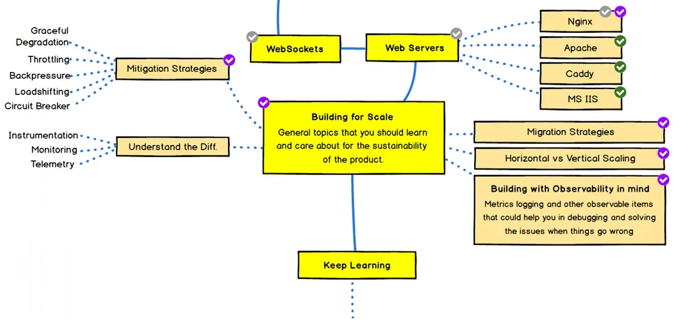 Graceful
Degradation
Throttling
Backpressure
Loadshifting
Circuit Breaker
Mitigation Strategies
Instrumentation
Monitoring
Telemetry
Understand the Diff.
WebSockets
Web Servers
Nginx
Apache
Caddy
MS IIS
Building for Scale
General topics that you should learn
and care about for the sustainability
of the product.
Migration Strategies
Horizontal vs Vertical Scaling
Building with Observability in mind
Metrics logging and other observable items
that could help you in debugging and solving
the issues when things go wrong
Keep Learning